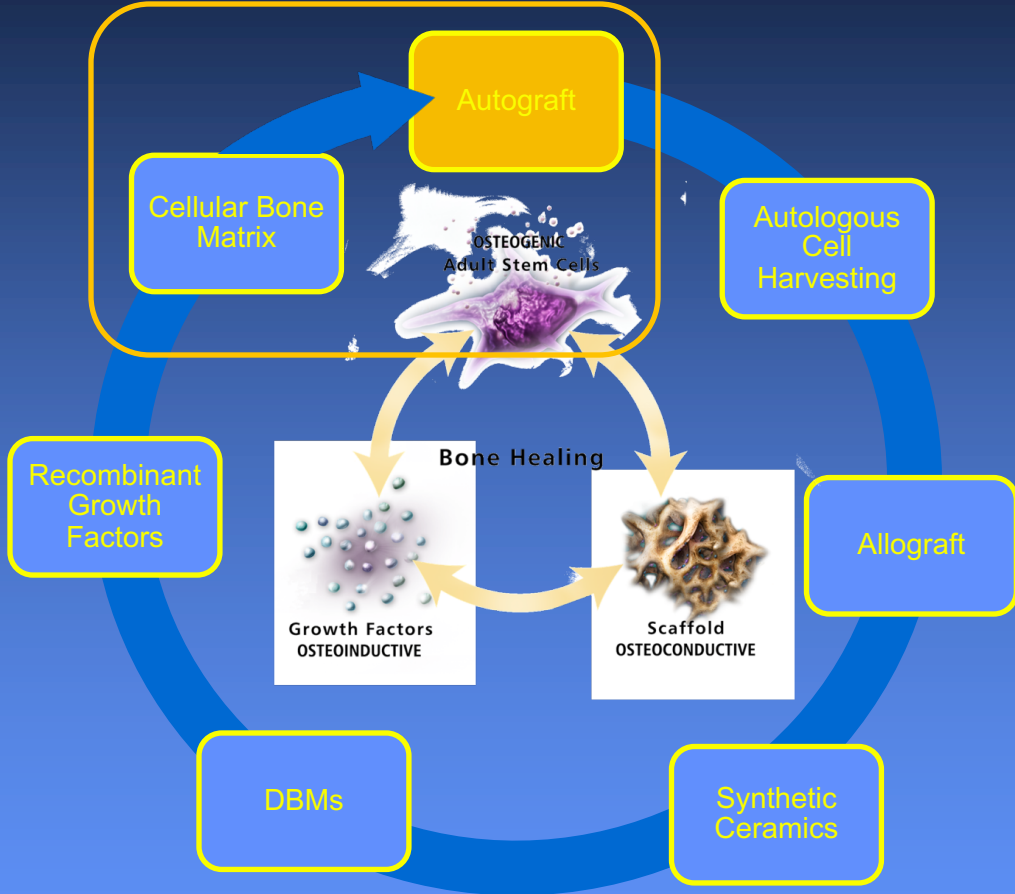 Autograft
Cellular Bone
Matrix
Autologous
Cell
Harvesting
OSTEOGENIC
Adult Stem Cells
Bone Healing
Recombinant
Growth
Factors
Allograft
Growth Factors
OSTEOINDUCTIVE
Scaffold
OSTEOCONDUCTIVE
DBMs
Synthetic
Ceramics